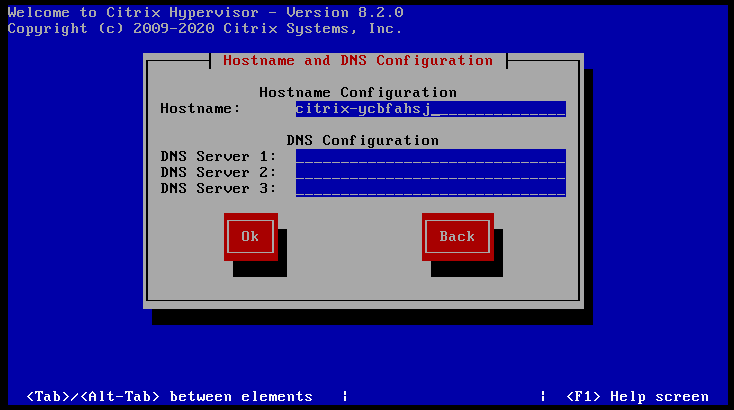 Welcome to Citrix Hypervisor - Version 8.2.0
Copyright (c) 2009-2020 Citrix Systems, Inc.
Hostname and DNS Configuration
Hostname Configuration
Hostname: citrix-ycbfahsj
DNS Configuration
DNS Server 1:
DNS Server 2:
DNS Server 3:
Ok Back
<Tab>/<Alt-Tab> between elements | | <F1> Help screen